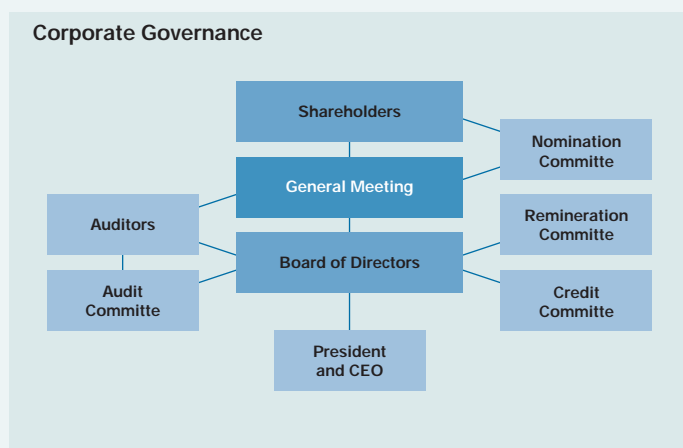 Corporate Governance
Shareholders
Nomination
Committe
General Meeting
Auditors
Remineration
Committe
Board of Directors
Audit
Committe
Credit
Committe
President
and CEO